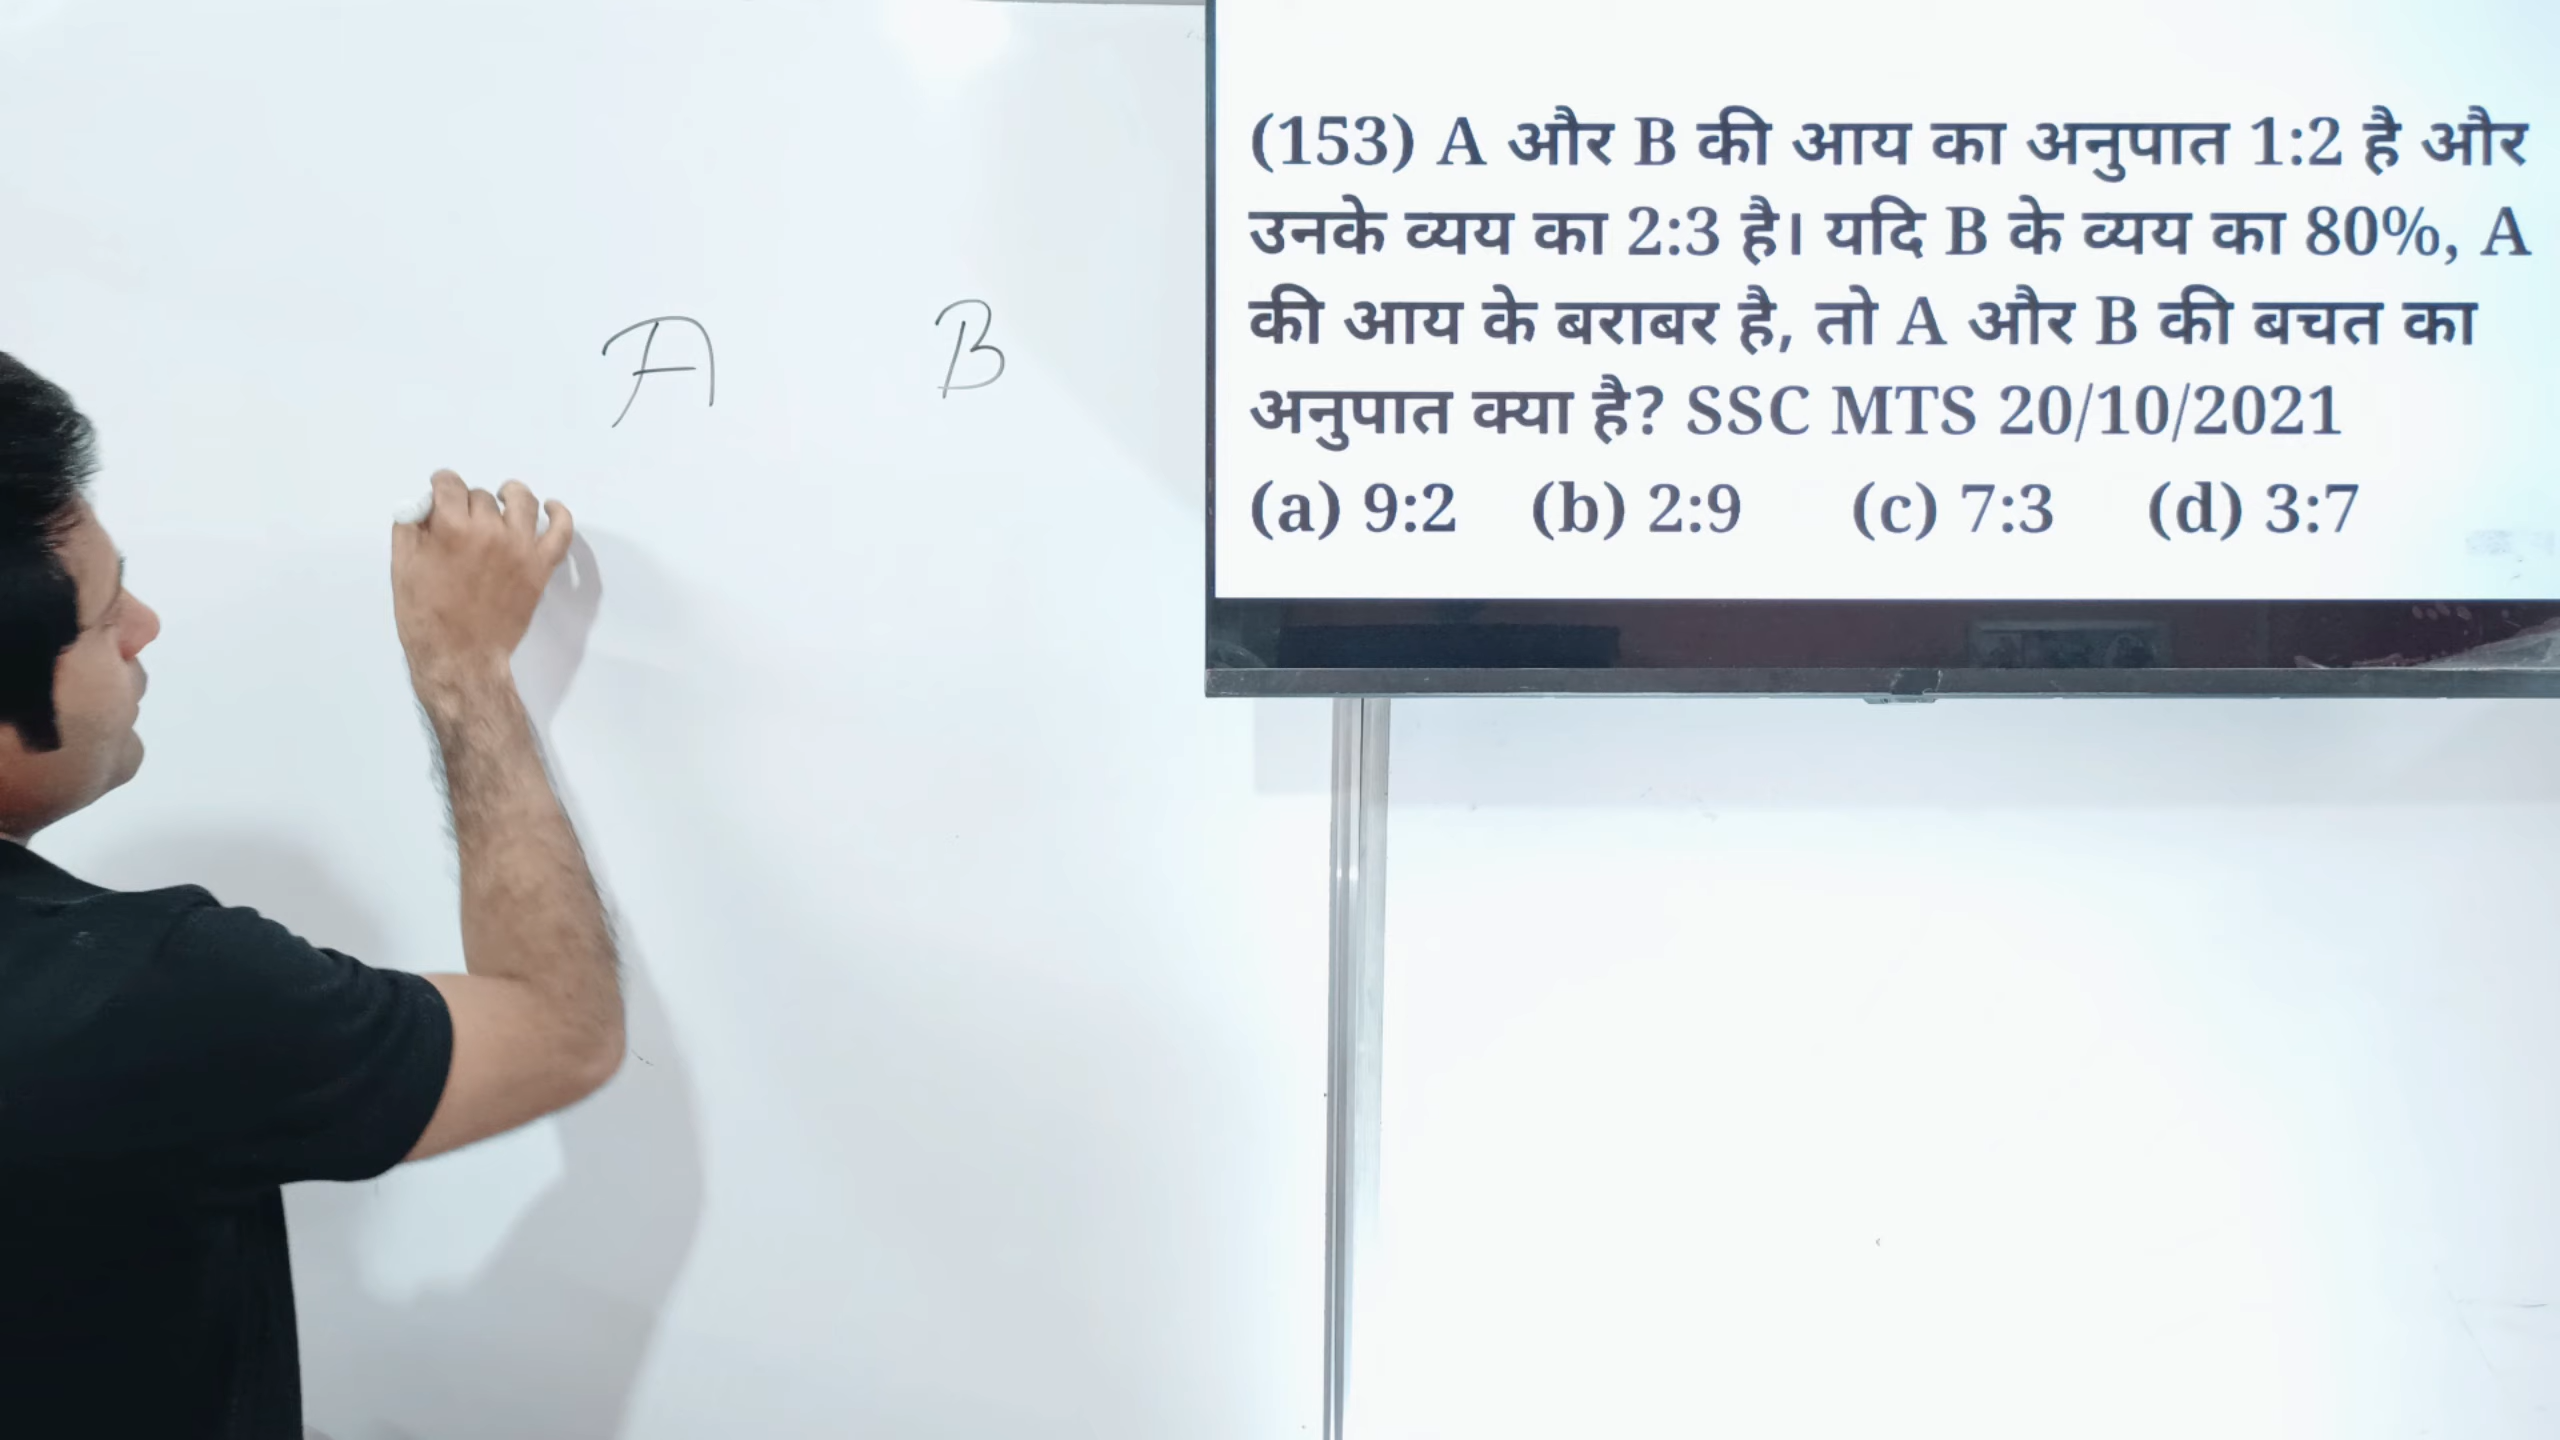 A B
(153) A और B की आय का अनुपात 1:2 है और
उनके व्यय का 2:3 है। यदि B के व्यय का 80%, A
की आय के बराबर है, तो A और B की बचत का
अनुपात क्या है? SSC MTS 20/10/2021
(a) 9:2 (b) 2:9 (c) 7:3 (d) 3:7